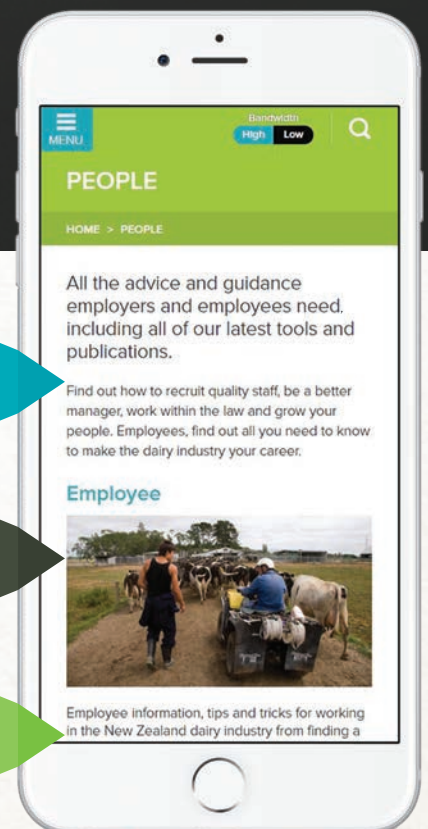 Bandwidth
MENU
High Low
PEOPLE
HOME > PEOPLE
All the advice and guidance
employers and employees need.
including all of our latest tools and
publications.
Find out how to recruit quality staff, be a better
manager, work within the law and grow your
people. Employees, find out all you need to know
to make the dairy industry your career.
Employee
Employee information, tips and tricks for working
in the New Zealand dairy industry from finding a